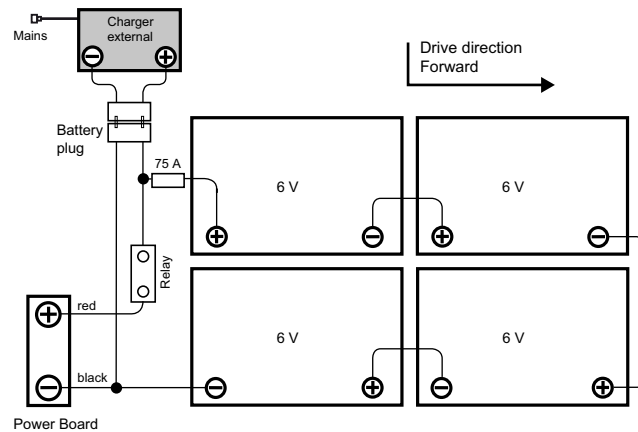 Charger
external
Mains
Drive direction
Forward
Battery
plug
75 A
6 V
6 V
Relay
6 V
6 V
red
black
Power Board